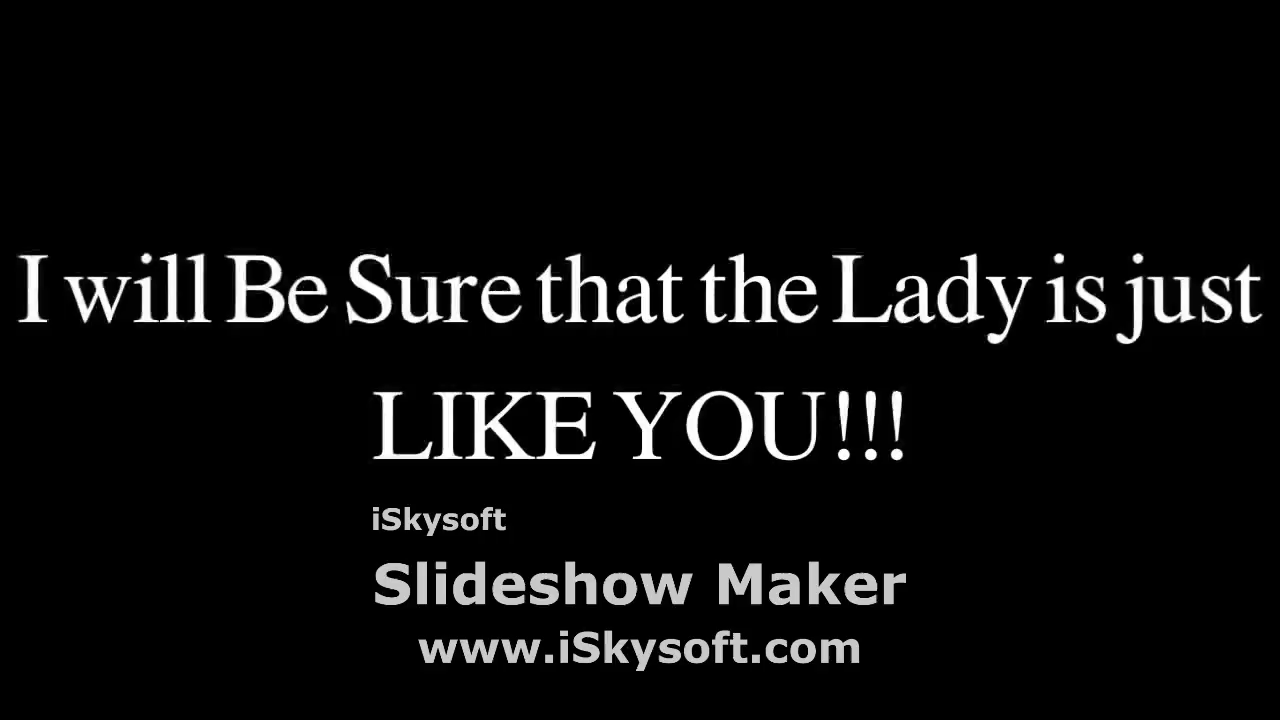 I will Be Sure that the Lady is just
LIKE YOU!!!
iSkysoft
Slideshow Maker
www.iSkysoft.com